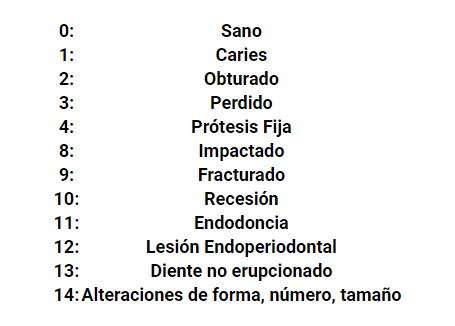 0: Sano
1: Caries
2: Obturado
3: Perdido
4: Prótesis Fija
8: Impactado
9: Fracturado
10: Recesión
11: Endodoncia
12: Lesión Endoperiodontal
13: Diente no erupcionado
14: Alteraciones de forma, número, tamaño